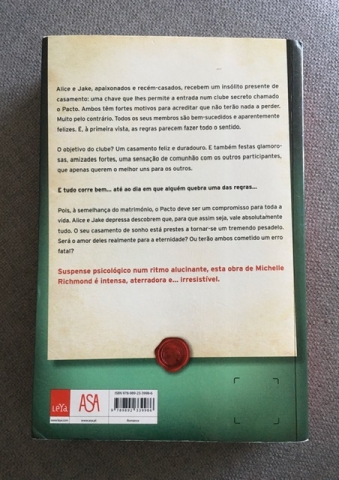 Alice e Jake, apaixonados e recém-casados, recebem um insólito presente de
casamento: uma chave que lhes permite a entrada num clube secreto chamado
o Pacto. Ambos têm fortes motivos para acreditar que não terão nada a perder.
Muito pelo contrário. Todos os seus membros são bem-sucedidos e aparentemente
felizes. E, à primeira vista, as regras parecem fazer todo o sentido.
O objetivo do clube? Um casamento feliz e duradouro. E também festas glamoro-
sas, amizades fortes, uma sensação de comunhão com os outros participantes,
que apenas querem o melhor uns para os outros.
E tudo corre bem... até ao dia em que alguém quebra uma das regras...
Pois, à semelhança do matrimónio, o Pacto deve ser um compromisso para toda a
vida. Alice e Jake depressa descobrem que, para que assim seja, vale absolutamente
tudo. O seu casamento de sonho está prestes a tornar-se um tremendo pesadelo.
Será o amor deles realmente para a eternidade? Ou terão ambos cometido um erro
fatal?
Suspense psicológico num ritmo alucinante, esta obra de Michelle
Richmond é intensa, aterradora e... irresistível.
LeYa
ASA